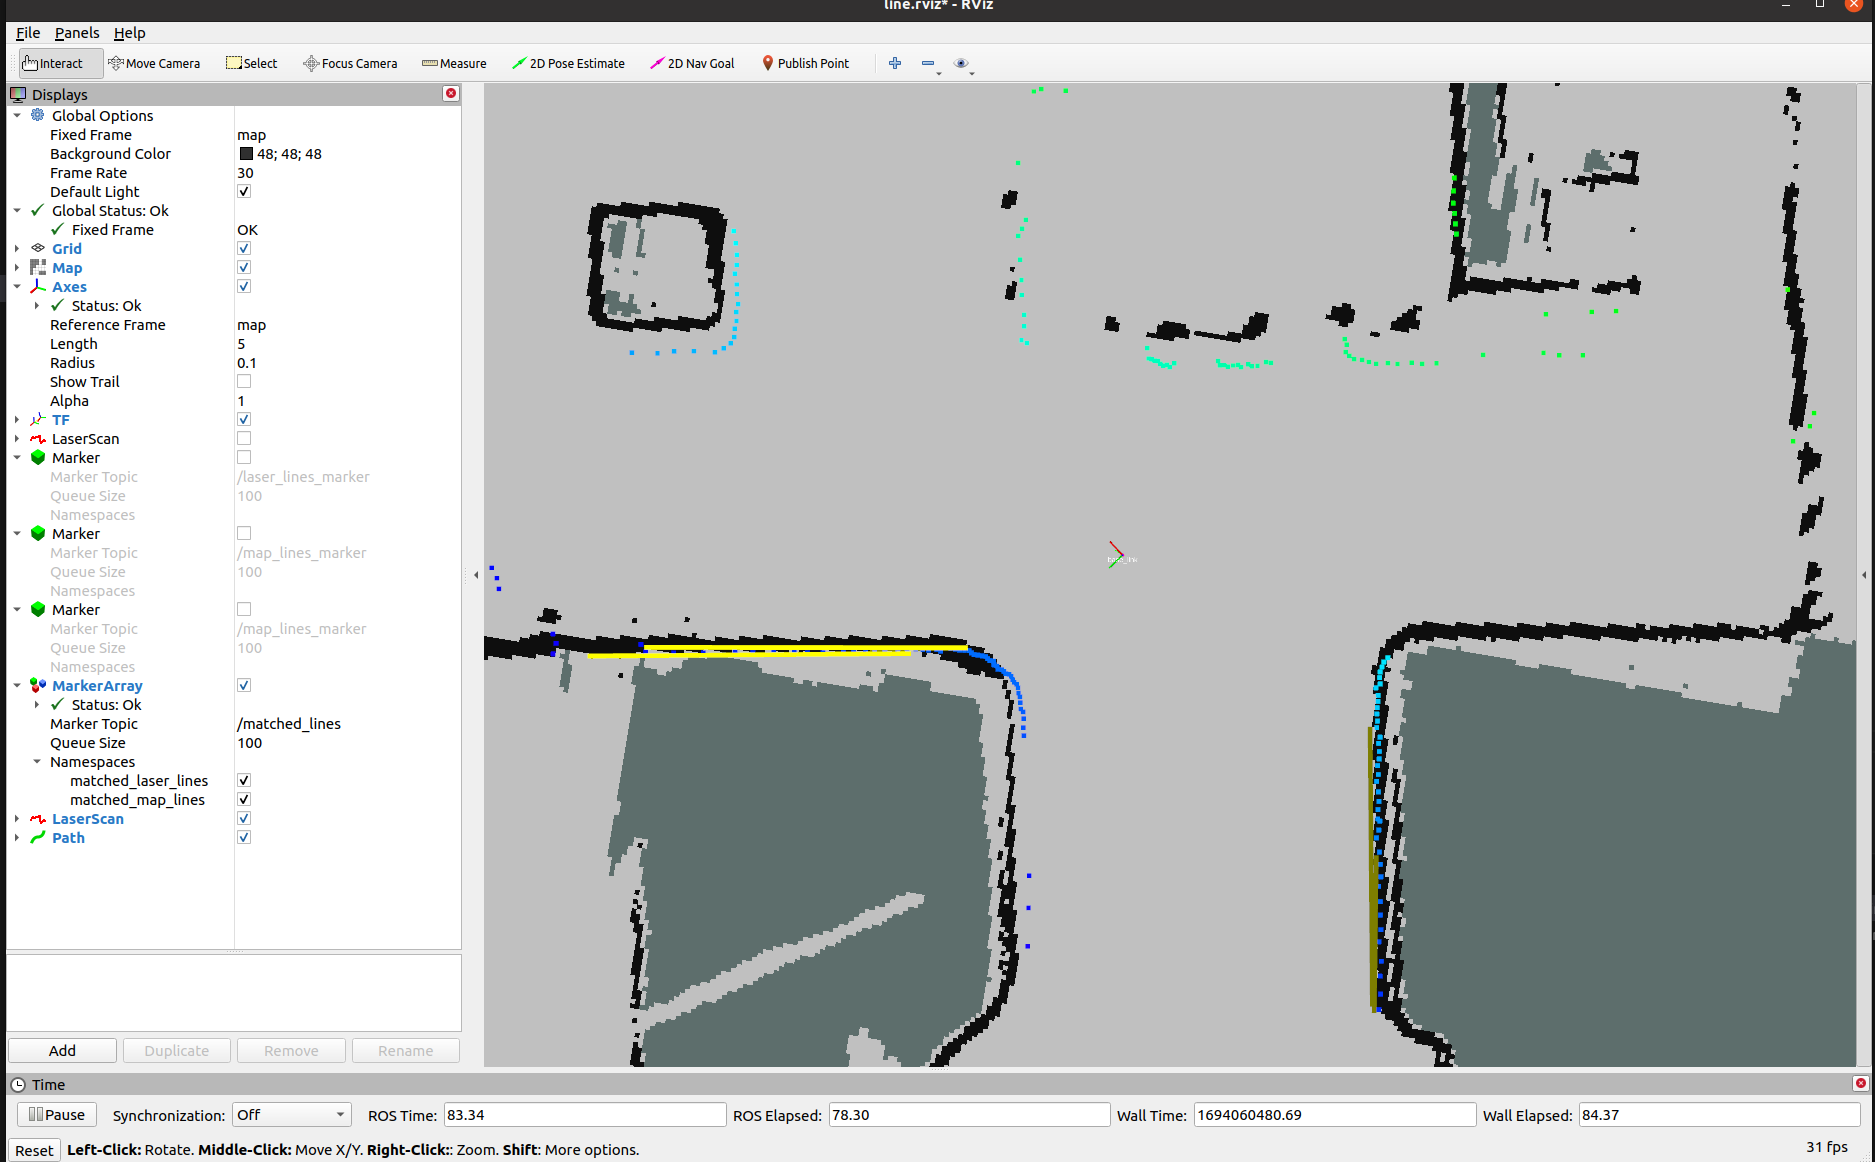 line.rviz* - RViz
File Panels Help
Interact Move Camera Select Focus Camera Measure 2D Pose Estimate 2D Nav Goal Publish Point
Displays
Global Options
Fixed Frame map
Background Color 48; 48; 48
Frame Rate 30
Default Light
Global Status: Ok
Fixed Frame OK
Grid
Map
Axes
Status: Ok
Reference Frame map
Length 5
Radius 0.1
Show Trail
Alpha 1
TF
LaserScan
Marker
Marker Topic /laser_lines_marker
Queue Size 100
Namespaces
Marker
Marker Topic /map_lines_marker
Queue Size 100
Namespaces
Marker
Marker Topic /map_lines_marker
Queue Size 100
Namespaces
MarkerArray
Status: Ok
Marker Topic /matched_lines
Queue Size 100
Namespaces
matched_laser_lines
matched_map_lines
LaserScan
Path
Add Duplicate Remove Rename
Time
Pause Synchronization: Off ROS Time: 83.34 ROS Elapsed: 78.30 Wall Time: 1694060480.69 Wall Elapsed: 84.37
Reset Left-Click: Rotate. Middle-Click: Move X/Y. Right-Click:: Zoom. Shift: More options. 31 fps